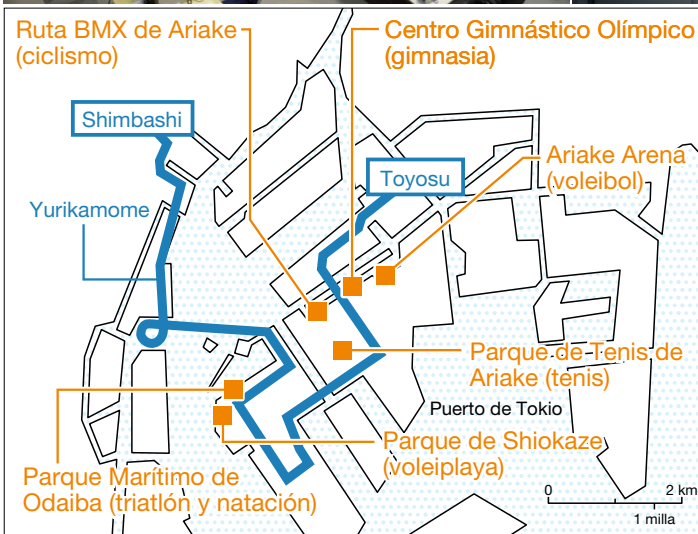 Ruta BMX de Ariake
(ciclismo)
Centro Gimnástico Olímpico
(gimnasia)
Shimbashi
Toyosu
Ariake Arena
(voleibol)
Yurikamome
Parque de Tenis de
Ariake (tenis)
Puerto de Tokio
Parque de Shiokaze
(voleiplaya)
Parque Marítimo de
Odaiba (triatlón y natación)
0
2 km
1 milla